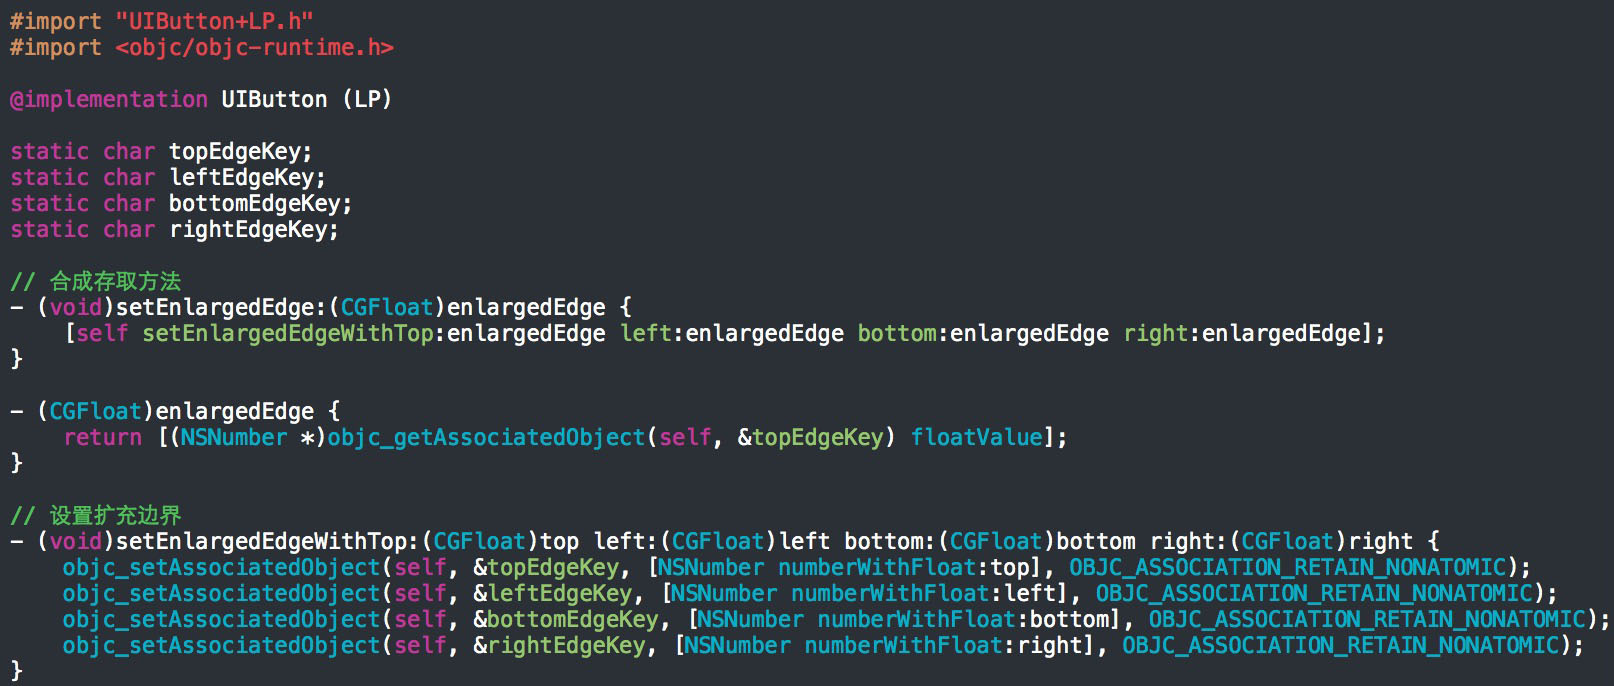 #import "UIButton+LP.h"
#import <objc/objc-runtime.h>
@implementation UIButton (LP)
static char topEdgeKey;
static char leftEdgeKey;
static char bottomEdgeKey;
static char rightEdgeKey;
// 合成存取方法
- (void)setEnlargedEdge:(CGFloat)enlargedEdge {
    [self setEnlargedEdgeWithTop:enlargedEdge left:enlargedEdge bottom:enlargedEdge right:enlargedEdge];
}
- (CGFloat)enlargedEdge {
    return [(NSNumber *)objc_getAssociatedObject(self, &topEdgeKey) floatValue];
}
// 设置扩充边界
- (void)setEnlargedEdgeWithTop:(CGFloat)top left:(CGFloat)left bottom:(CGFloat)bottom right:(CGFloat)right {
    objc_setAssociatedObject(self, &topEdgeKey, [NSNumber numberWithFloat:top], OBJC_ASSOCIATION_RETAIN_NONATOMIC);
    objc_setAssociatedObject(self, &leftEdgeKey, [NSNumber numberWithFloat:left], OBJC_ASSOCIATION_RETAIN_NONATOMIC);
    objc_setAssociatedObject(self, &bottomEdgeKey, [NSNumber numberWithFloat:bottom], OBJC_ASSOCIATION_RETAIN_NONATOMIC);
    objc_setAssociatedObject(self, &rightEdgeKey, [NSNumber numberWithFloat:right], OBJC_ASSOCIATION_RETAIN_NONATOMIC);
}